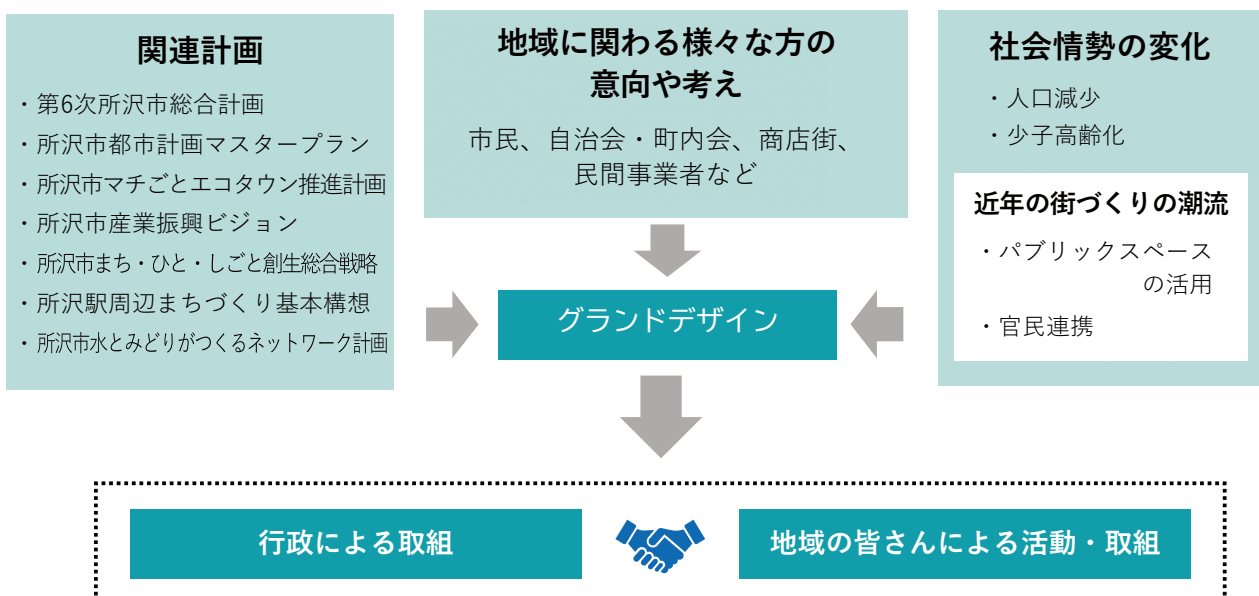 関連計画
・第6次所沢市総合計画
・所沢市都市計画マスタープラン
・所沢市マチごとエコタウン推進計画
・所沢市産業振興ビジョン
・所沢市まち・ひと・しごと創生総合戦略
・所沢駅周辺まちづくり基本構想
・所沢市水とみどりがつくるネットワーク計画
地域に関わる様々な方の
意向や考え
市民、自治会・町内会、商店街、
民間事業者など
社会情勢の変化
・人口減少
・少子高齢化
近年の街づくりの潮流
・パブリックスペース
の活用
・官民連携
グランドデザイン
行政による取組
地域の皆さんによる活動・取組